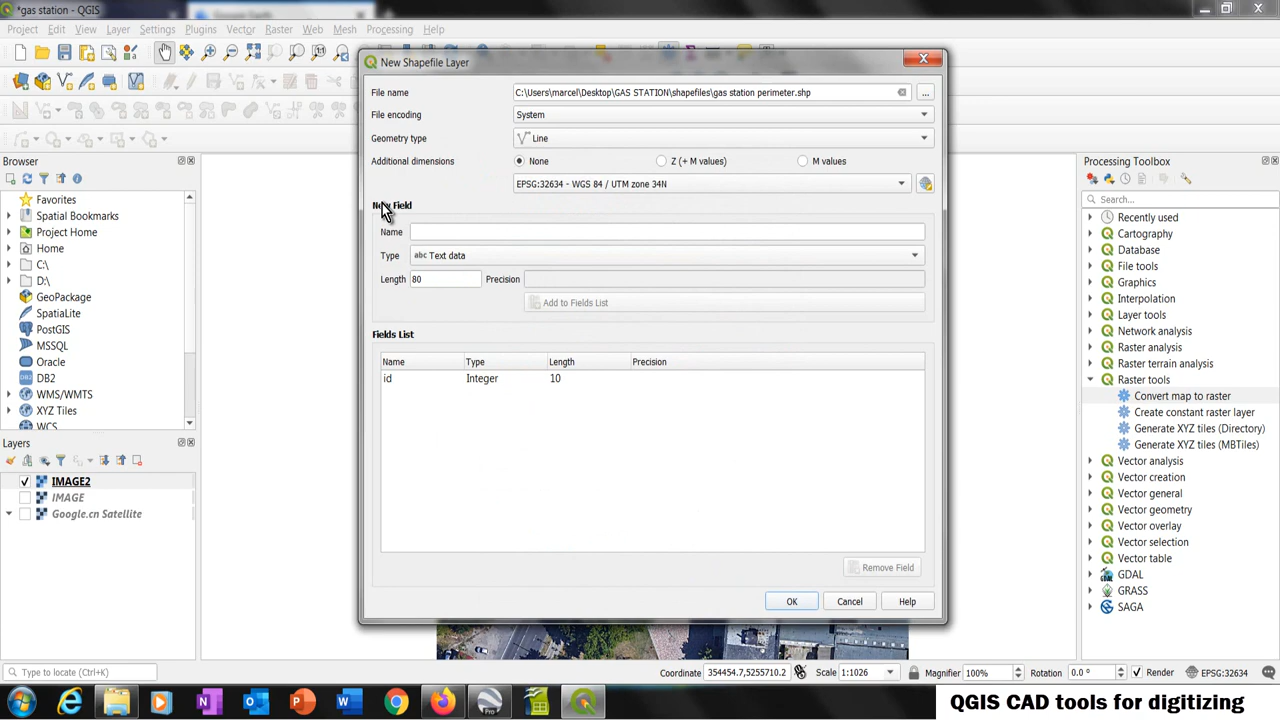 *gas station - QGIS
Project Edit View Layer Settings Plugins Vector Raster Web Mesh Processing Help
New Shapefile Layer
File name C:\Users\marcel\Desktop\GAS STATION\shapefiles\gas station perimeter.shp ...
File encoding System
Geometry type Line
Additional dimensions None Z (+ M values) M values
EPSG:32634 - WGS 84 / UTM zone 34N
New Field
Name
Type abc Text data
Length 80 Precision
Add to Fields List
Fields List
Name Type Length Precision
id Integer 10
Remove Field
OK Cancel Help
Browser
Favorites
Spatial Bookmarks
Project Home
Home
C:\
D:\
GeoPackage
SpatiaLite
PostGIS
MSSQL
Oracle
DB2
WMS/WMTS
XYZ Tiles
WCS
Layers
IMAGE2
IMAGE
Google.cn Satellite
Processing Toolbox
Search...
Recently used
Cartography
Database
File tools
Graphics
Interpolation
Layer tools
Network analysis
Raster analysis
Raster terrain analysis
Raster tools
Convert map to raster
Create constant raster layer
Generate XYZ tiles (Directory)
Generate XYZ tiles (MBTiles)
Vector analysis
Vector creation
Vector general
Vector geometry
Vector overlay
Vector selection
Vector table
GDAL
GRASS
SAGA
Type to locate (Ctrl+K) Coordinate 354454.7,5255710.2 Scale 1:1026 Magnifier 100% Rotation 0.0 ° Render EPSG:32634
Pro
QGIS CAD tools for digitizing